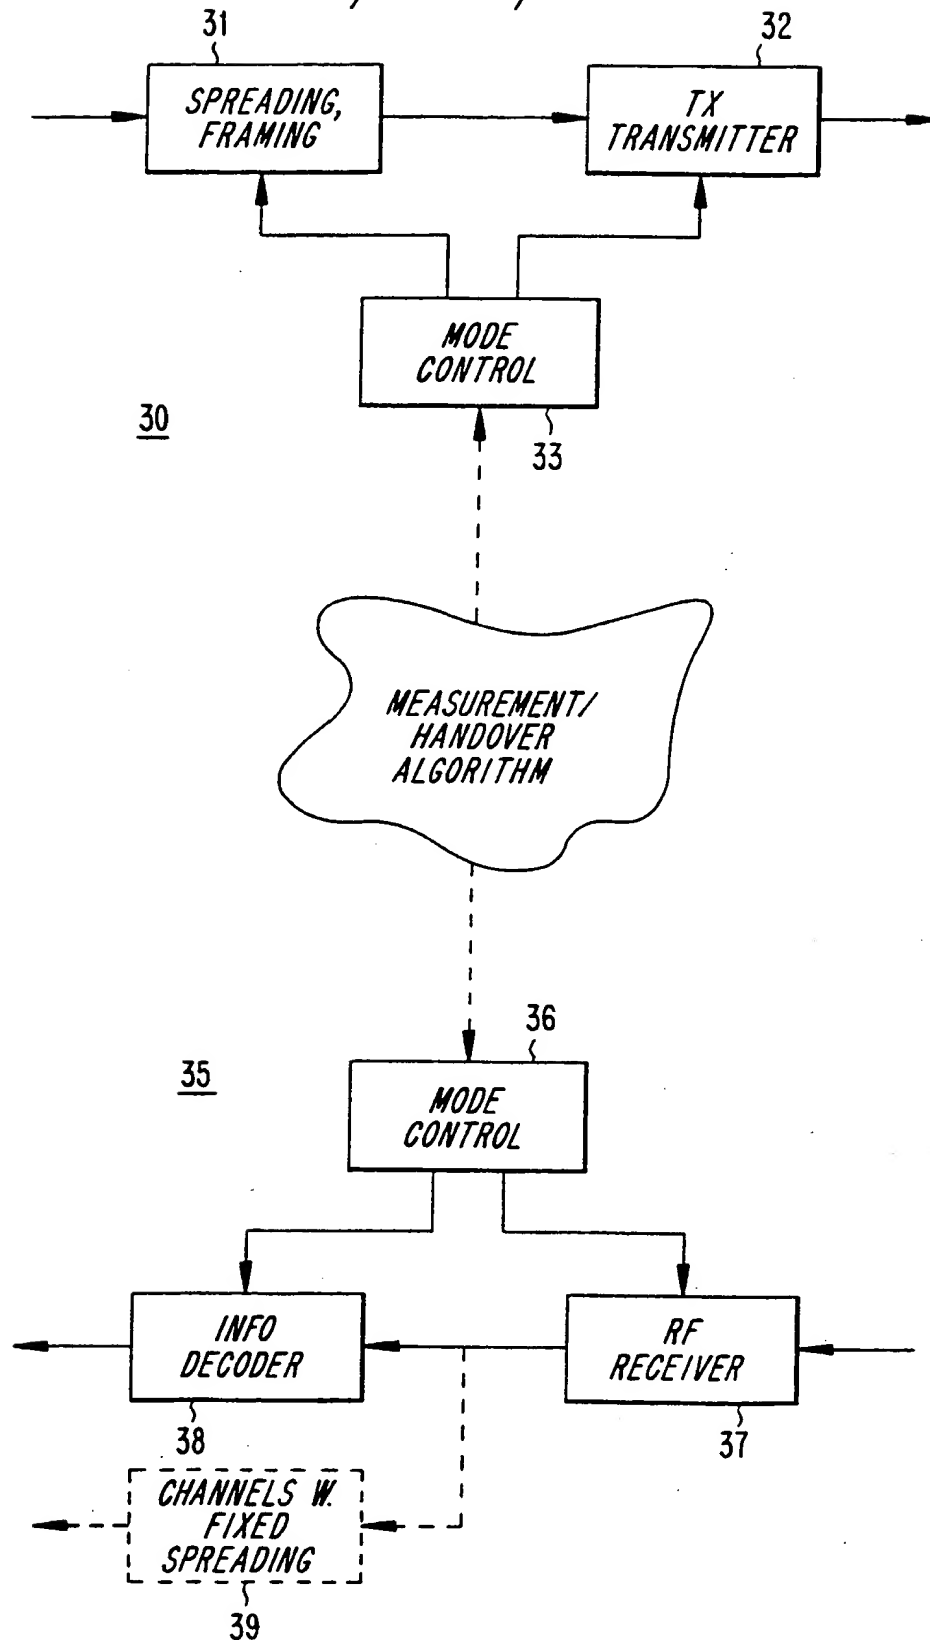 31
32
SPREADING,
FRAMING
TX
TRANSMITTER
MODE
CONTROL
30
33
MEASUREMENT/
HANDOVER
ALGORITHM
36
35
MODE
CONTROL
INFO
DECODER
RF
RECEIVER
38
37
CHANNELS W.
FIXED
SPREADING
39